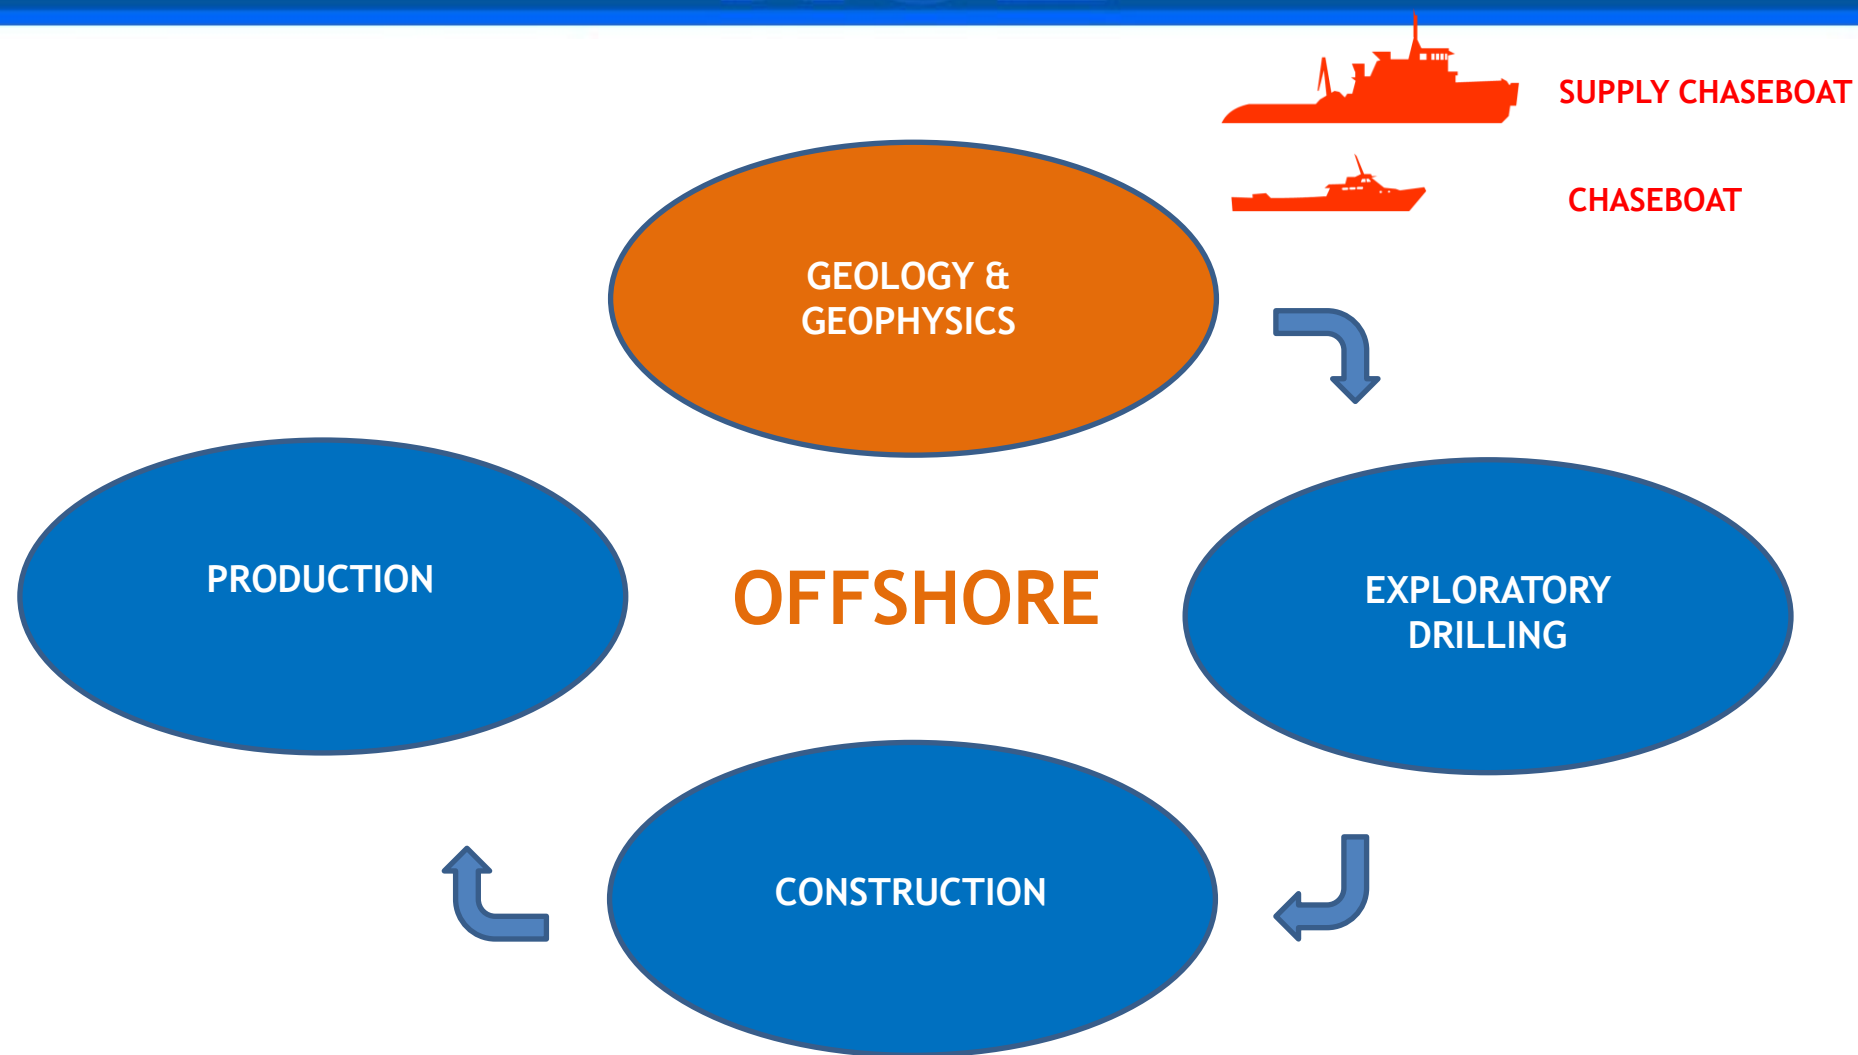 SUPPLY CHASEBOAT
CHASEBOAT
GEOLOGY &
GEOPHYSICS
PRODUCTION
OFFSHORE
EXPLORATORY
DRILLING
CONSTRUCTION